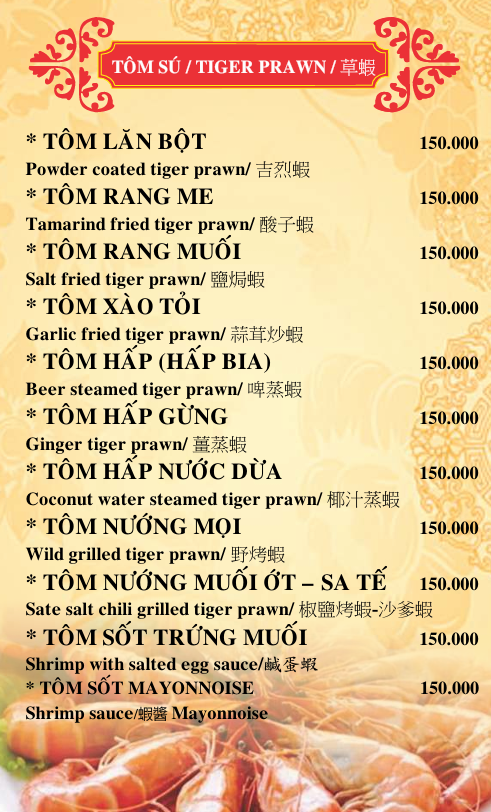 TÔM SÚ / TIGER PRAWN / 草蝦
* TÔM LĂN BỘT 150.000
Powder coated tiger prawn/ 吉烈蝦
* TÔM RANG ME 150.000
Tamarind fried tiger prawn/ 酸子蝦
* TÔM RANG MUỐI 150.000
Salt fried tiger prawn/ 鹽焗蝦
* TÔM XÀO TỎI 150.000
Garlic fried tiger prawn/ 蒜茸炒蝦
* TÔM HẤP (HẤP BIA) 150.000
Beer steamed tiger prawn/ 啤蒸蝦
* TÔM HẤP GỪNG 150.000
Ginger tiger prawn/ 薑蒸蝦
* TÔM HẤP NƯỚC DỪA 150.000
Coconut water steamed tiger prawn/ 椰汁蒸蝦
* TÔM NƯỚNG MỌI 150.000
Wild grilled tiger prawn/ 野烤蝦
* TÔM NƯỚNG MUỐI ỚT – SA TẾ 150.000
Sate salt chili grilled tiger prawn/ 椒鹽烤蝦-沙爹蝦
* TÔM SỐT TRỨNG MUỐI 150.000
Shrimp with salted egg sauce/鹹蛋蝦
* TÔM SỐT MAYONNOISE 150.000
Shrimp sauce/蝦醬 Mayonnoise